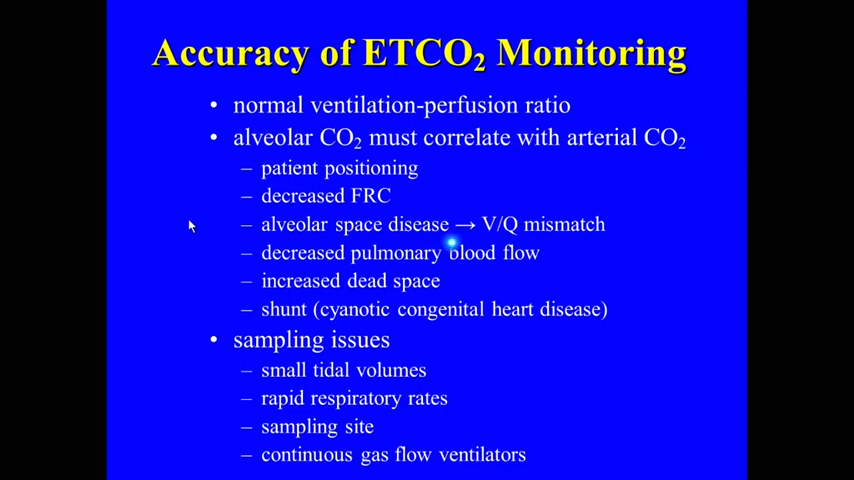 Accuracy of ETCO₂ Monitoring
• normal ventilation-perfusion ratio
• alveolar CO₂ must correlate with arterial CO₂
– patient positioning
– decreased FRC
– alveolar space disease → V/Q mismatch
– decreased pulmonary blood flow
– increased dead space
– shunt (cyanotic congenital heart disease)
• sampling issues
– small tidal volumes
– rapid respiratory rates
– sampling site
– continuous gas flow ventilators